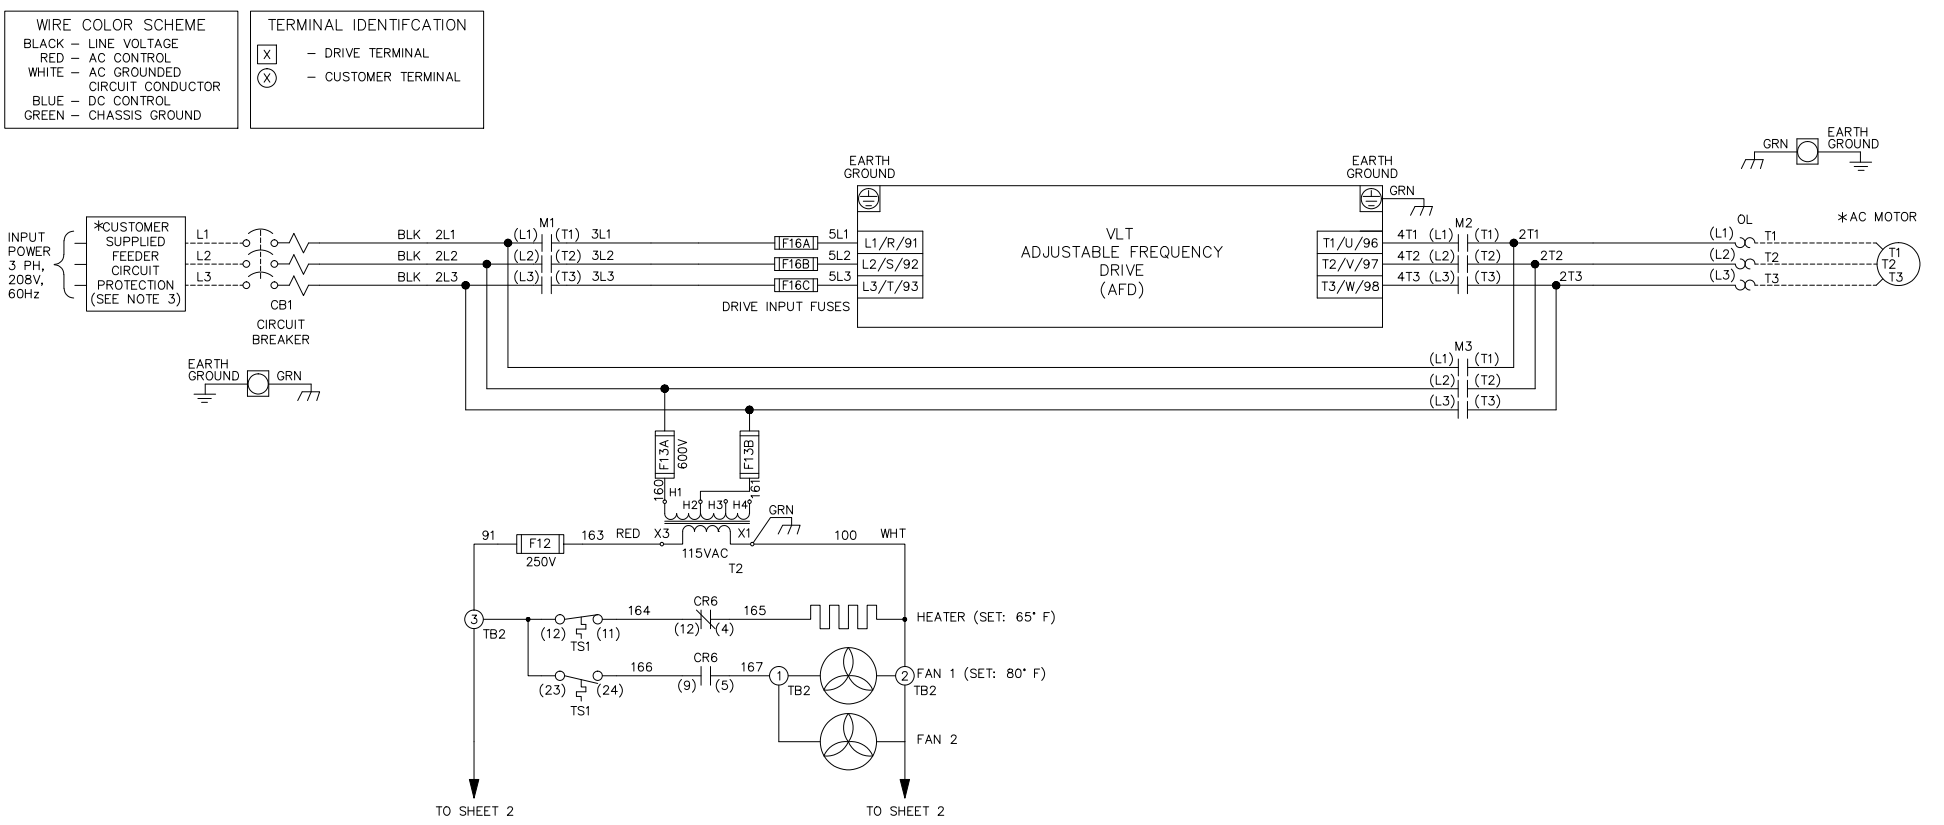 WIRE COLOR SCHEME
BLACK – LINE VOLTAGE
RED – AC CONTROL
WHITE – AC GROUNDED
CIRCUIT CONDUCTOR
BLUE – DC CONTROL
GREEN – CHASSIS GROUND
TERMINAL IDENTIFCATION
X – DRIVE TERMINAL
X – CUSTOMER TERMINAL
INPUT
POWER
3 PH,
208V,
60Hz
*CUSTOMER
SUPPLIED
FEEDER
CIRCUIT
PROTECTION
(SEE NOTE 3)
L1
L2
L3
CB1
CIRCUIT
BREAKER
EARTH
GROUND
GRN
BLK 2L1
BLK 2L2
BLK 2L3
M1
(L1) (T1) 3L1
(L2) (T2) 3L2
(L3) (T3) 3L3
F16A 5L1
F16B 5L2
F16C 5L3
DRIVE INPUT FUSES
EARTH
GROUND
L1/R/91
L2/S/92
L3/T/93
VLT
ADJUSTABLE FREQUENCY
DRIVE
(AFD)
EARTH
GROUND
GRN
T1/U/96
T2/V/97
T3/W/98
M2
4T1 (L1) (T1) 2T1
4T2 (L2) (T2) 2T2
4T3 (L3) (T3) 2T3
M3
(L1) (T1)
(L2) (T2)
(L3) (T3)
GRN
EARTH
GROUND
OL
(L1) T1
(L2) T2
(L3) T3
*AC MOTOR
T1
T2
T3
F13A
600V
F13B
160
161
H1
H2 H3 H4
GRN
91 F12 163 RED X3 X1 100 WHT
250V
115VAC
T2
3
TB2
(12) (11)
TS1
164
CR6
(12) (4)
165
HEATER (SET: 65° F)
(23) (24)
TS1
166
CR6
(9) (5)
167
1
TB2
2
TB2
FAN 1 (SET: 80° F)
FAN 2
TO SHEET 2
TO SHEET 2